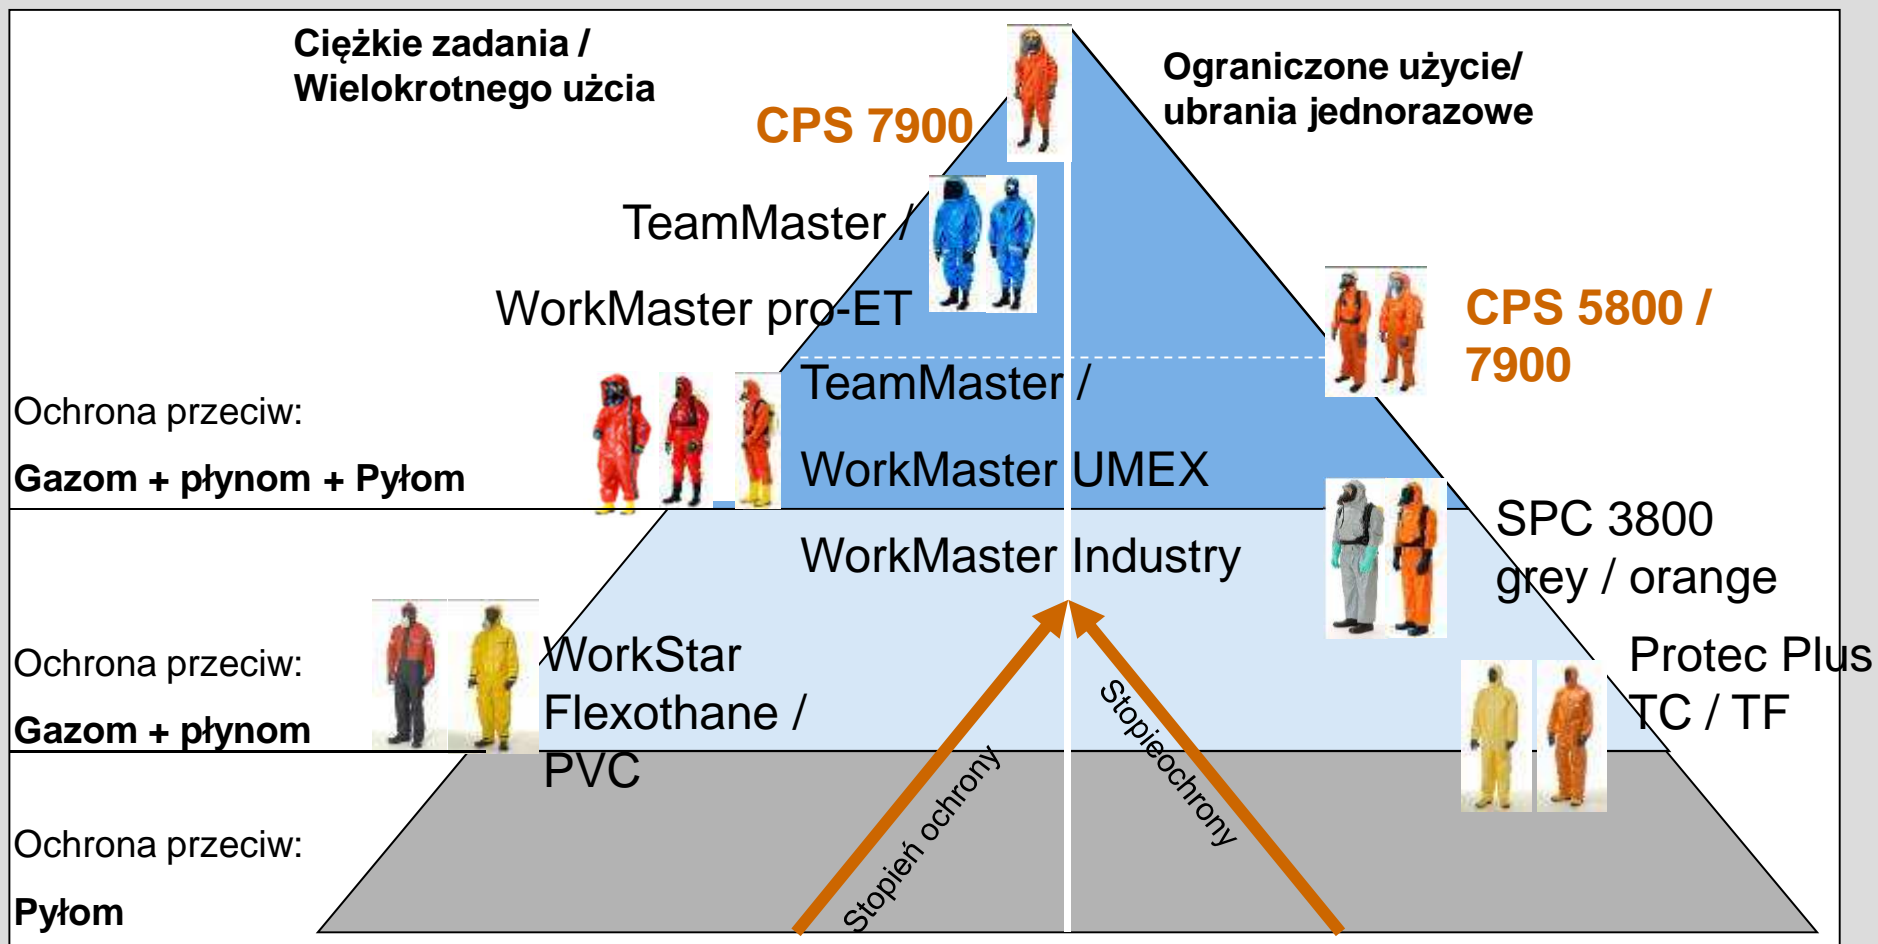 Ciężkie zadania /
Wielokrotnego użcia
Ograniczone użycie/
ubrania jednorazowe
CPS 7900
TeamMaster /
WorkMaster pro-ET
CPS 5800 /
7900
TeamMaster /
WorkMaster UMEX
Ochrona przeciw:
Gazom + płynom + Pyłom
WorkMaster Industry
SPC 3800
grey / orange
WorkStar
Flexothane /
PVC
Protec Plus
TC / TF
Ochrona przeciw:
Gazom + płynom
Stopień ochrony
Stopieochrony
Ochrona przeciw:
Pyłom